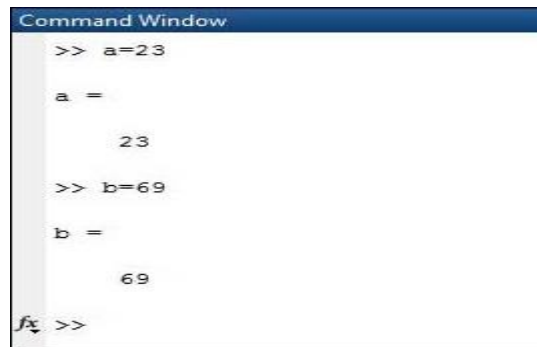 Command Window
>> a=23
a =
23
>> b=69
b =
69
fx >>